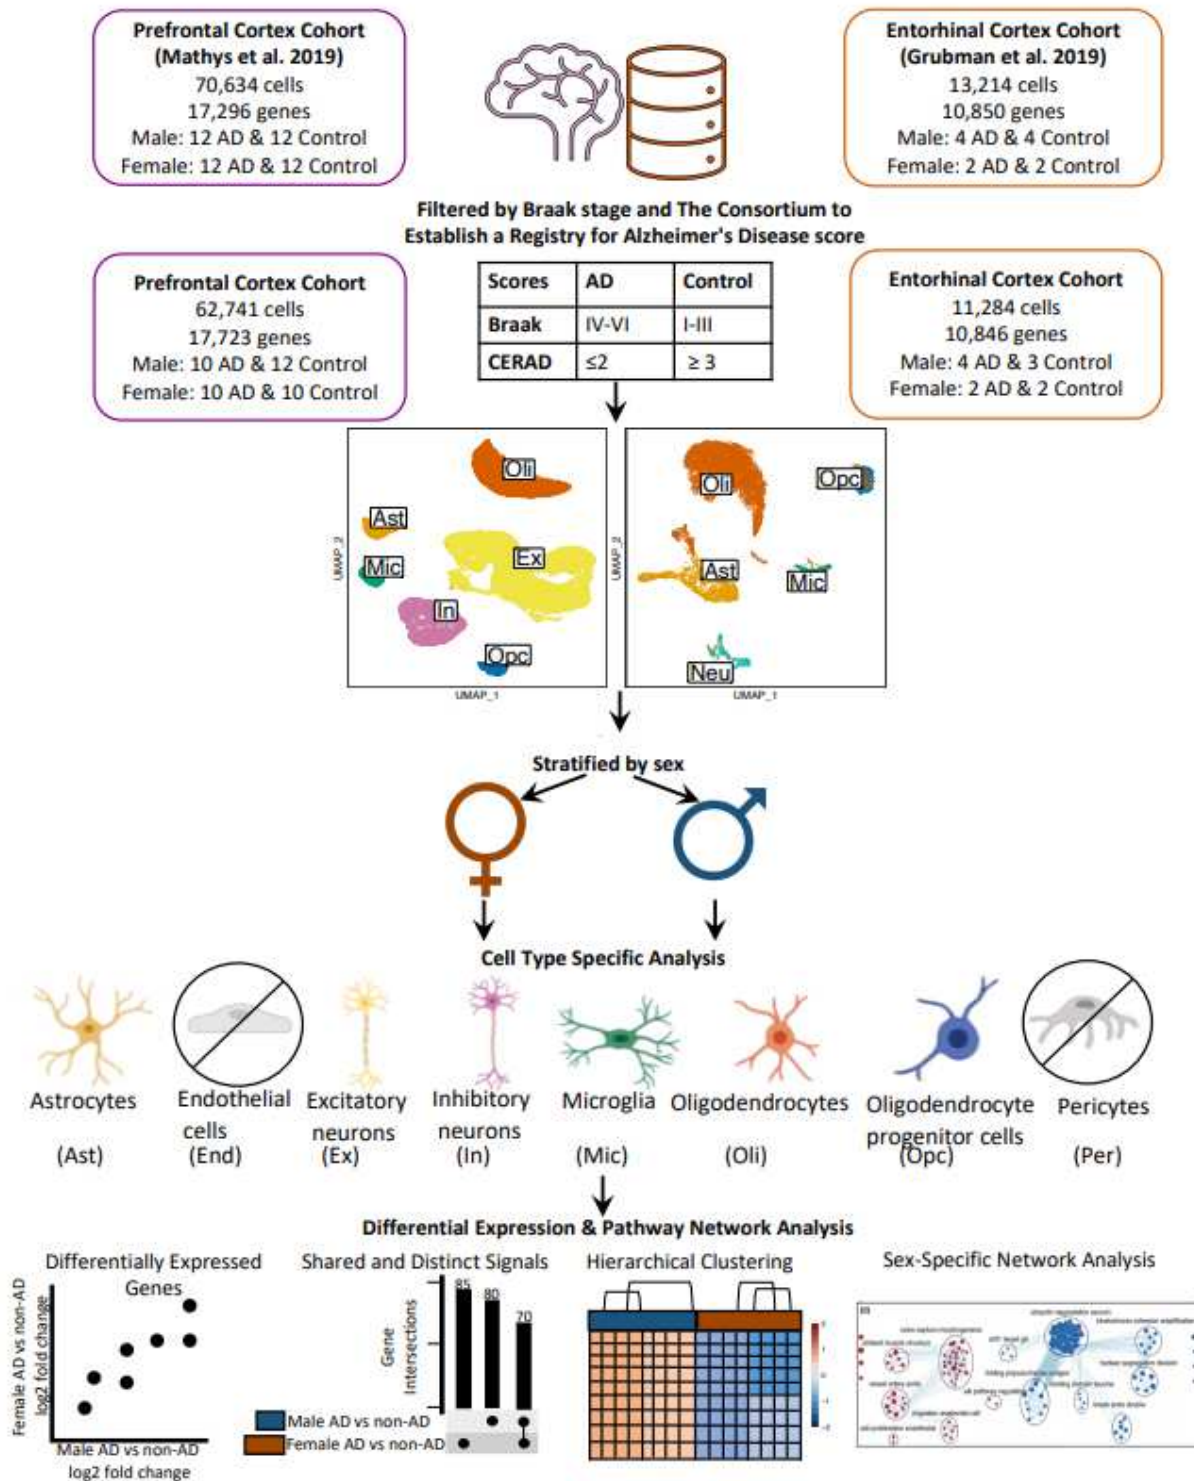 Prefrontal Cortex Cohort
(Mathys et al. 2019)
70,634 cells
17,296 genes
Male: 12 AD & 12 Control
Female: 12 AD & 12 Control
Entorhinal Cortex Cohort
(Grubman et al. 2019)
13,214 cells
10,850 genes
Male: 4 AD & 4 Control
Female: 2 AD & 2 Control
Filtered by Braak stage and The Consortium to
Establish a Registry for Alzheimer's Disease score
Prefrontal Cortex Cohort
62,741 cells
17,723 genes
Male: 10 AD & 12 Control
Female: 10 AD & 10 Control
Scores AD Control
Braak IV-VI I-III
CERAD ≤2 ≥ 3
Entorhinal Cortex Cohort
11,284 cells
10,846 genes
Male: 4 AD & 3 Control
Female: 2 AD & 2 Control
Oli
Ast
Ex
Mic
In
Opc
UMAP_2
UMAP_1
Oli
Opc
Ast
Mic
Neu
UMAP_2
UMAP_1
Stratified by sex
Cell Type Specific Analysis
Astrocytes
(Ast)
Endothelial
cells
(End)
Excitatory
neurons
(Ex)
Inhibitory
neurons
(In)
Microglia
(Mic)
Oligodendrocytes
(Oli)
Oligodendrocyte
progenitor cells
(Opc)
Pericytes
(Per)
Differential Expression & Pathway Network Analysis
Differentially Expressed
Genes
Female AD vs non-AD
log2 fold change
Male AD vs non-AD
log2 fold change
Shared and Distinct Signals
Gene
Intersections
85
80
70
Male AD vs non-AD
Female AD vs non-AD
Hierarchical Clustering
Sex-Specific Network Analysis